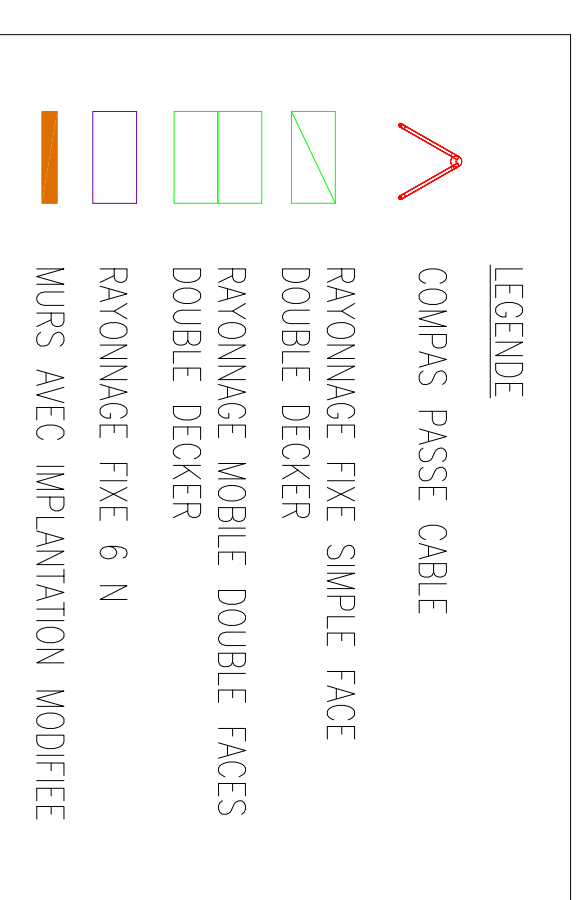 LEGENDE
COMPAS PASSE CABLE
RAYONNAGE FIXE SIMPLE FACE
DOUBLE DECKER
RAYONNAGE MOBILE DOUBLE FACES
DOUBLE DECKER
RAYONNAGE FIXE 6 N
MURS AVEC IMPLANTATION MODIFIEE